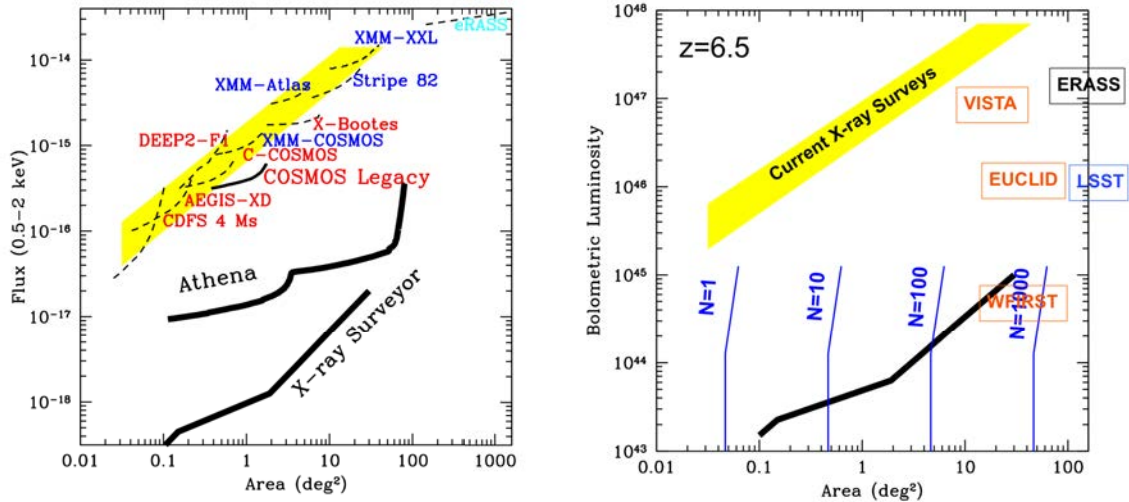 Flux (0.5-2 keV)
10⁻¹⁴
10⁻¹⁵
10⁻¹⁶
10⁻¹⁷
10⁻¹⁸
eRASS
XMM-XXL
XMM-Atlas
Stripe 82
DEEP2-F1
X-Bootes
XMM-COSMOS
C-COSMOS
COSMOS Legacy
AEGIS-XD
CDFS 4 Ms
Athena
X-ray Surveyor
0.01 0.1 1 10 100 1000
Area (deg²)
Bolometric Luminosity
10⁴⁸
10⁴⁷
10⁴⁶
10⁴⁵
10⁴⁴
10⁴³
z=6.5
Current X-ray Surveys
ERASS
VISTA
EUCLID
LSST
WFIRST
N=1
N=10
N=100
N=1000
0.01 0.1 1 10 100
Area (deg²)